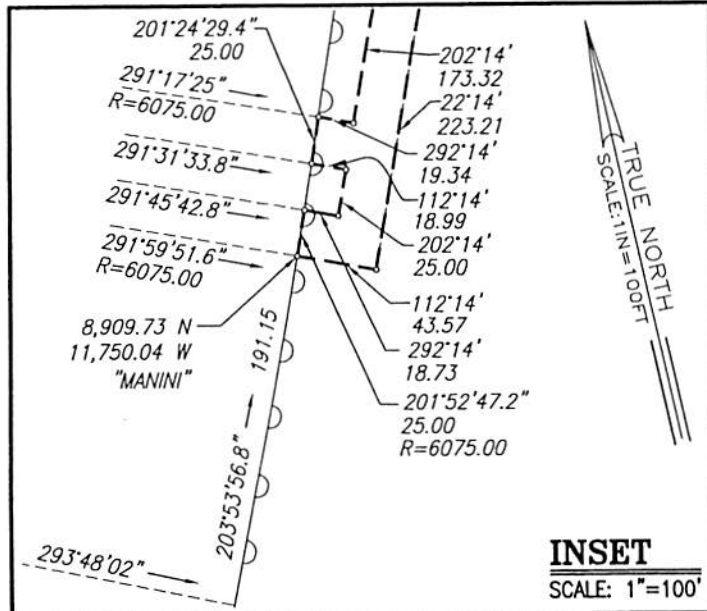 201°24'29.4"
25.00
291°17'25"
R=6075.00
291°31'33.8"
291°45'42.8"
291°59'51.6"
R=6075.00
8,909.73 N
11,750.04 W
"MANINI"
202°14'
173.32
22°14'
223.21
292°14'
19.34
112°14'
18.99
202°14'
25.00
112°14'
43.57
292°14'
18.73
201°52'47.2"
25.00
R=6075.00
191.15
203°53'56.8"
293°48'02"
TRUE NORTH
SCALE: 1IN=100FT
INSET
SCALE: 1"=100'